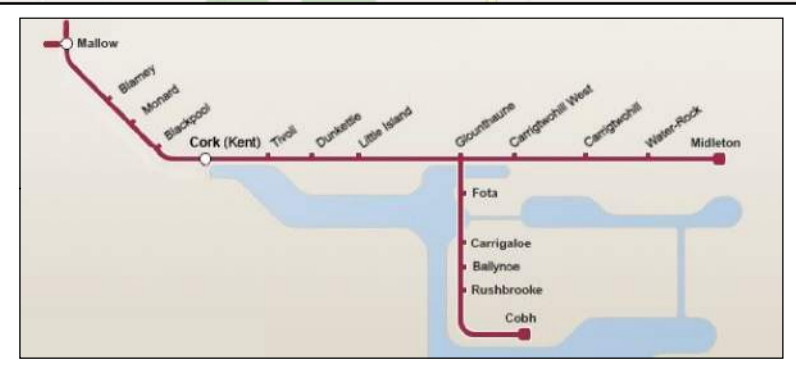 Mallow
Blarney
Monard
Blackpool
Cork (Kent)
Tivoli
Dunkettle
Little Island
Glounthaune
Carrigtwohill West
Carrigtwohill
Water-Rock
Midleton
Fota
Carrigaloe
Ballynoe
Rushbrooke
Cobh